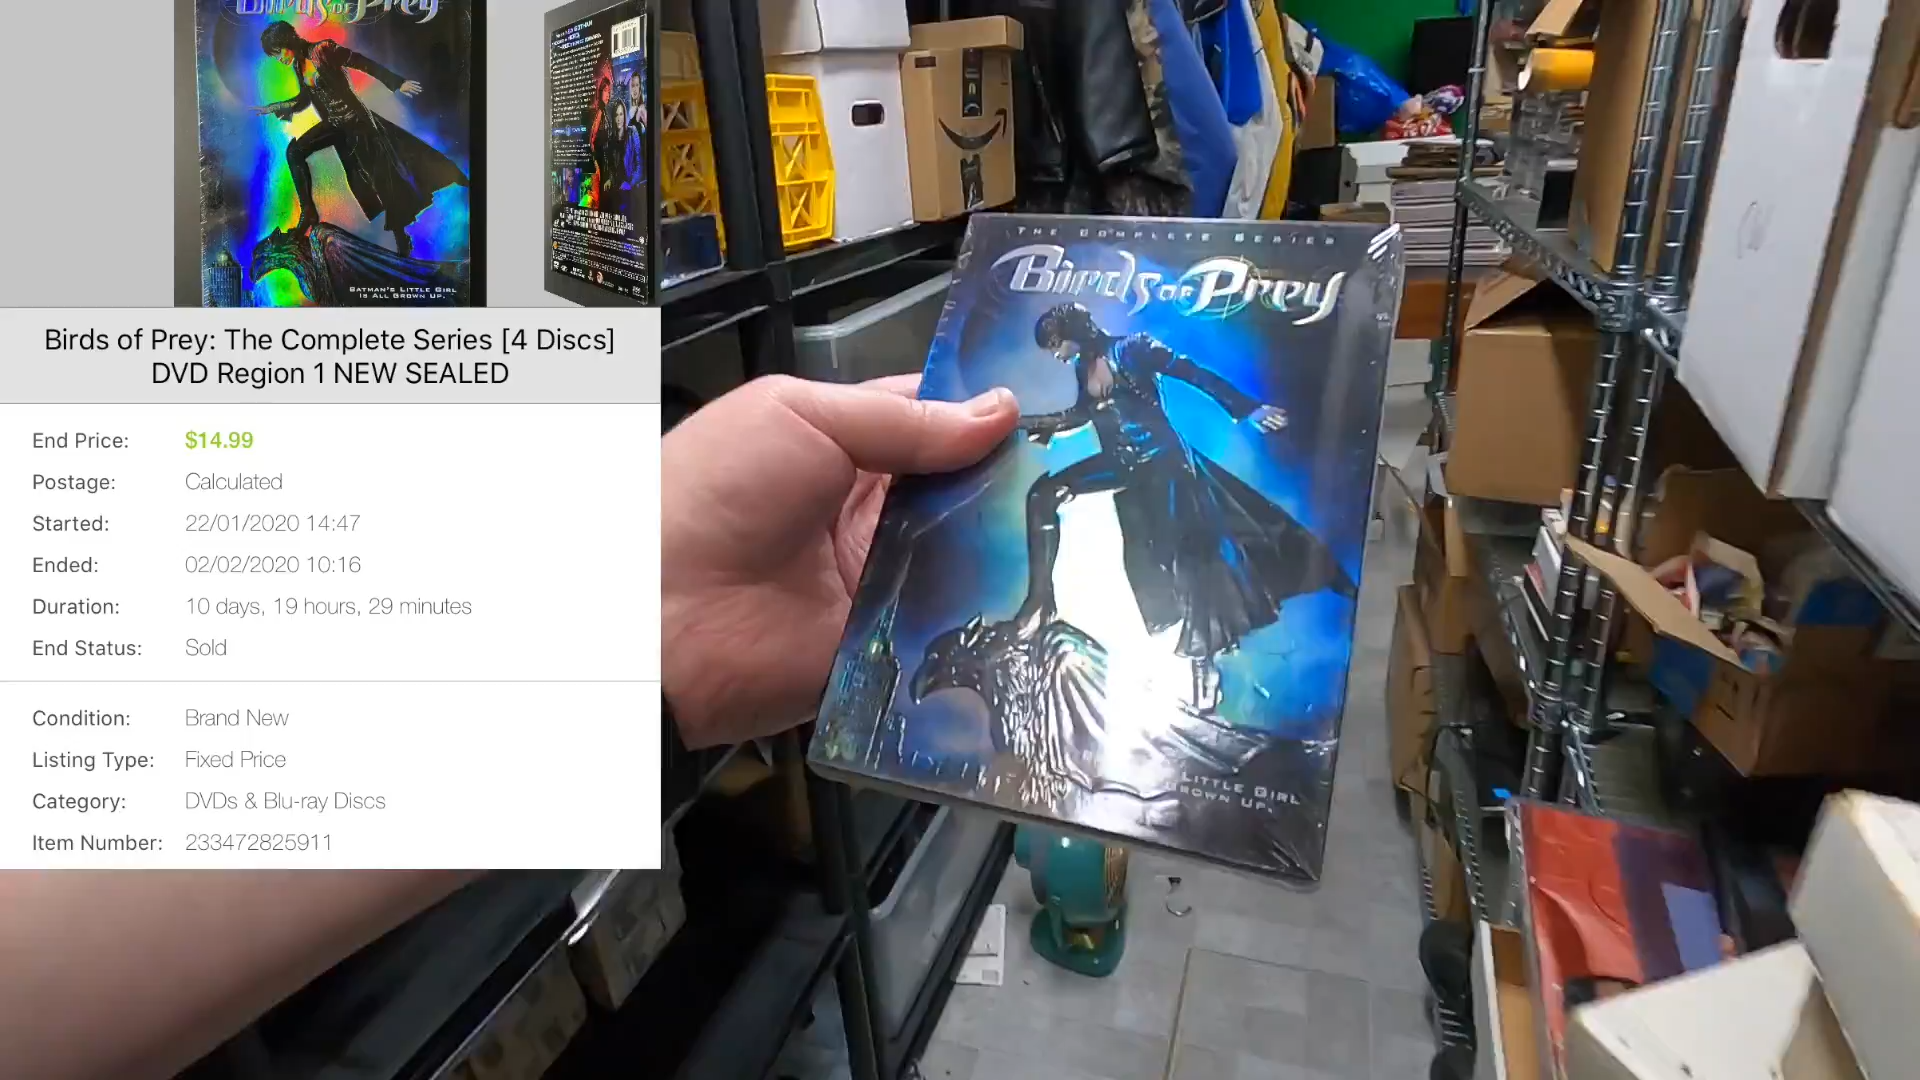 Birds of Prey
BATMAN'S LITTLE GIRL
IS ALL GROWN UP.
Birds of Prey: The Complete Series [4 Discs]
DVD Region 1 NEW SEALED
End Price: $14.99
Postage: Calculated
Started: 22/01/2020 14:47
Ended: 02/02/2020 10:16
Duration: 10 days, 19 hours, 29 minutes
End Status: Sold
Condition: Brand New
Listing Type: Fixed Price
Category: DVDs & Blu-ray Discs
Item Number: 233472825911
THE COMPLETE SERIES
Birds of Prey
LITTLE GIRL
GROWN UP.